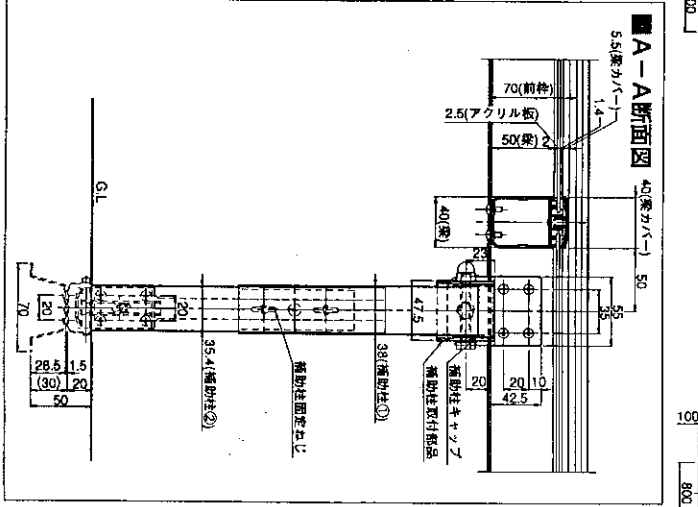 ■A－A断面図
5.5(梁カバー)
1.4
70(前枠)
2.5(アクリル板)
50(梁)
2
40(梁カバー)
50
40(梁)
23
47.5
55
35
20
10
42.5
20
補助柱キャップ
補助柱取付部品
38(補助柱①)
補助柱固定ねじ
35.4(補助柱②)
G.L
20
20
70
28.5
1.5
(30)
20
50
00
100
800